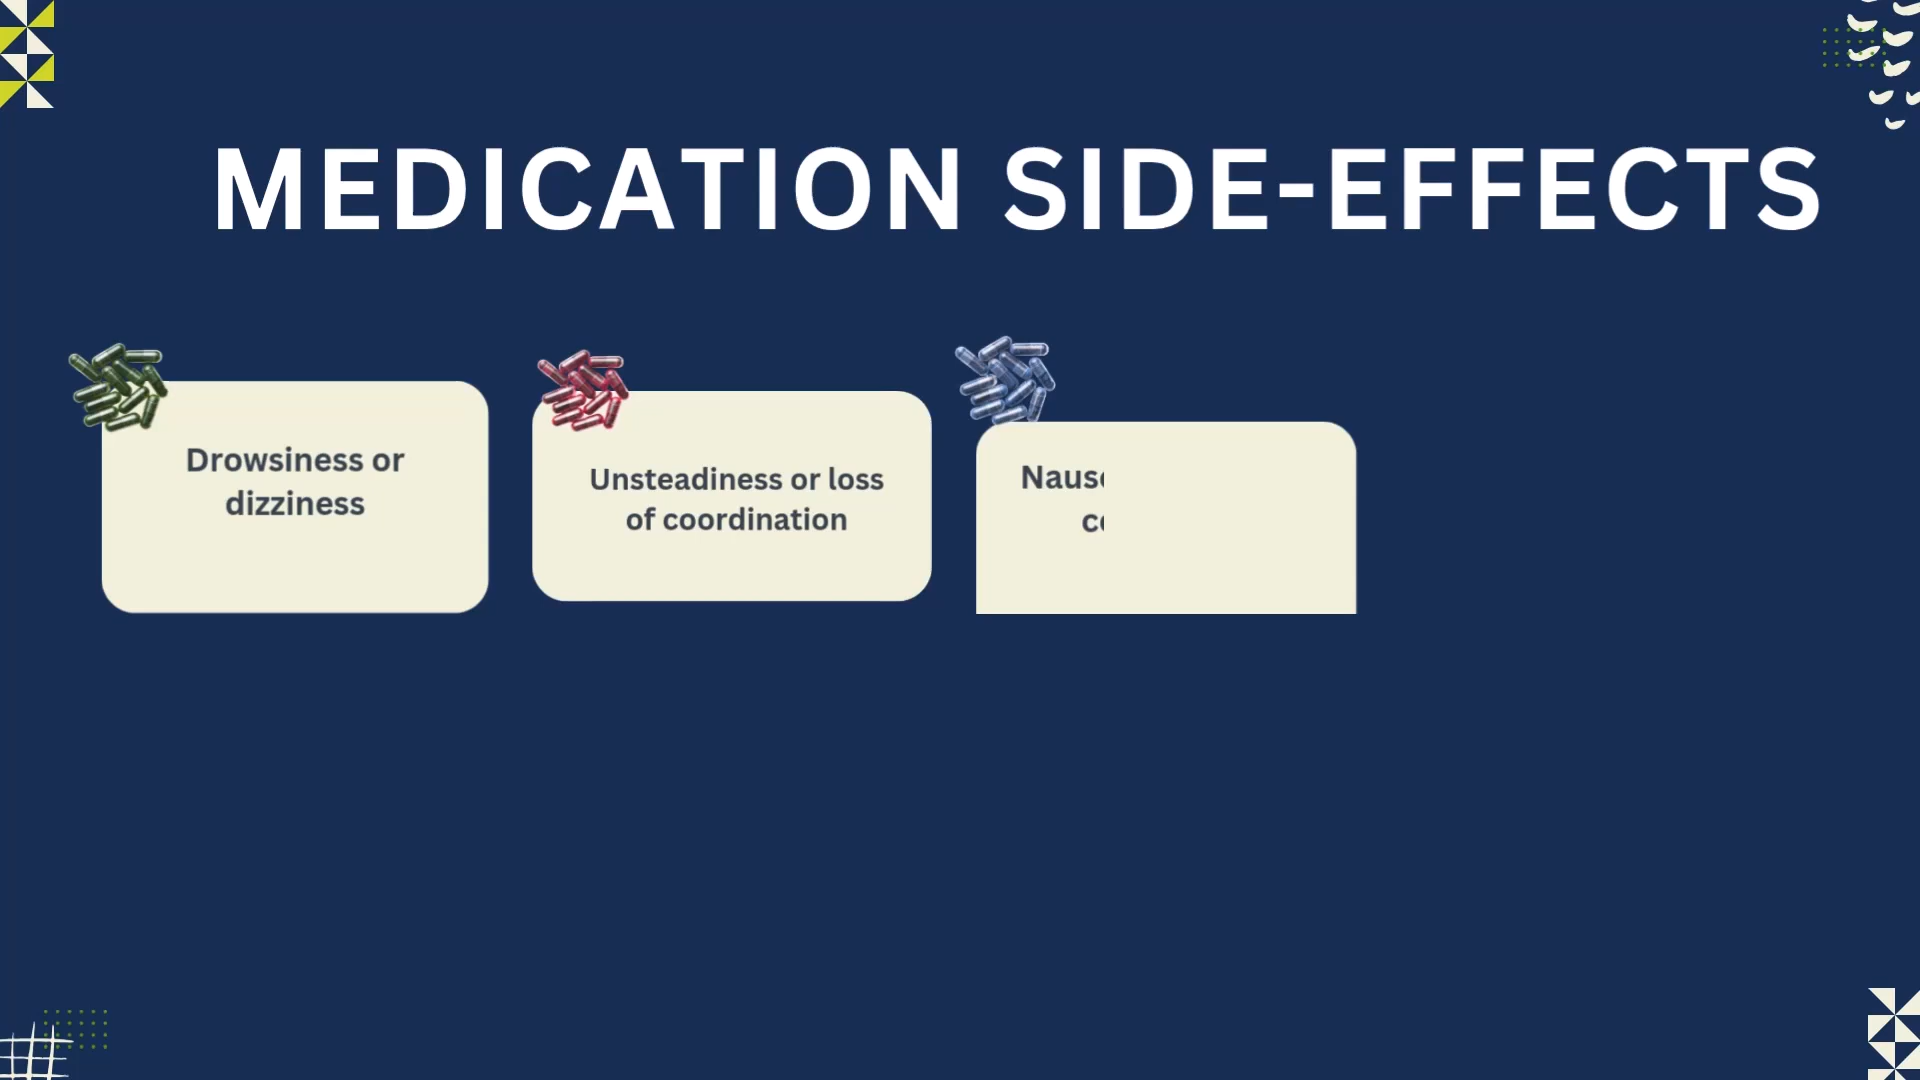 MEDICATION SIDE-EFFECTS
Drowsiness or
dizziness
Unsteadiness or loss
of coordination